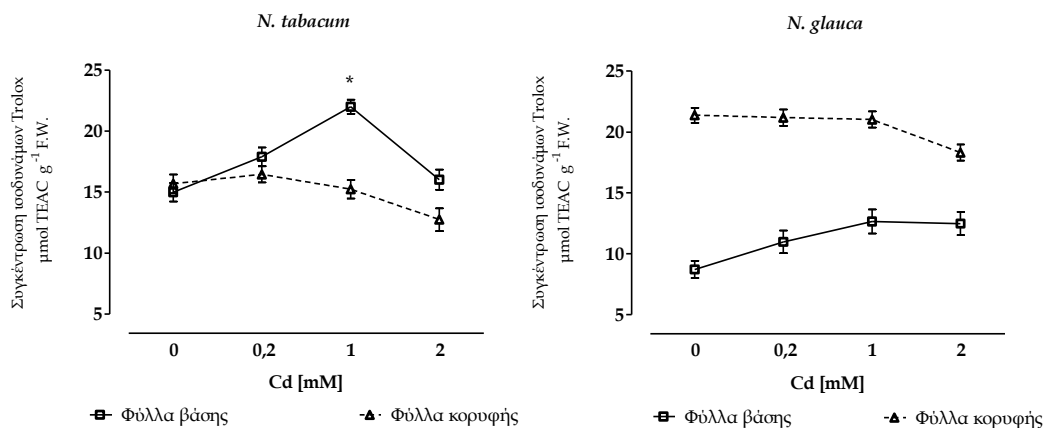 N. tabacum
Συγκέντρωση ισοδυνάμων Trolox
μmol TEAC g⁻¹ F.W.
25
20
15
10
5
*
0 0,2 1 2
Cd [mM]
Φύλλα βάσης Φύλλα κορυφής
N. glauca
Συγκέντρωση ισοδυνάμων Trolox
μmol TEAC g⁻¹ F.W.
25
20
15
10
5
0 0,2 1 2
Cd [mM]
Φύλλα βάσης Φύλλα κορυφής